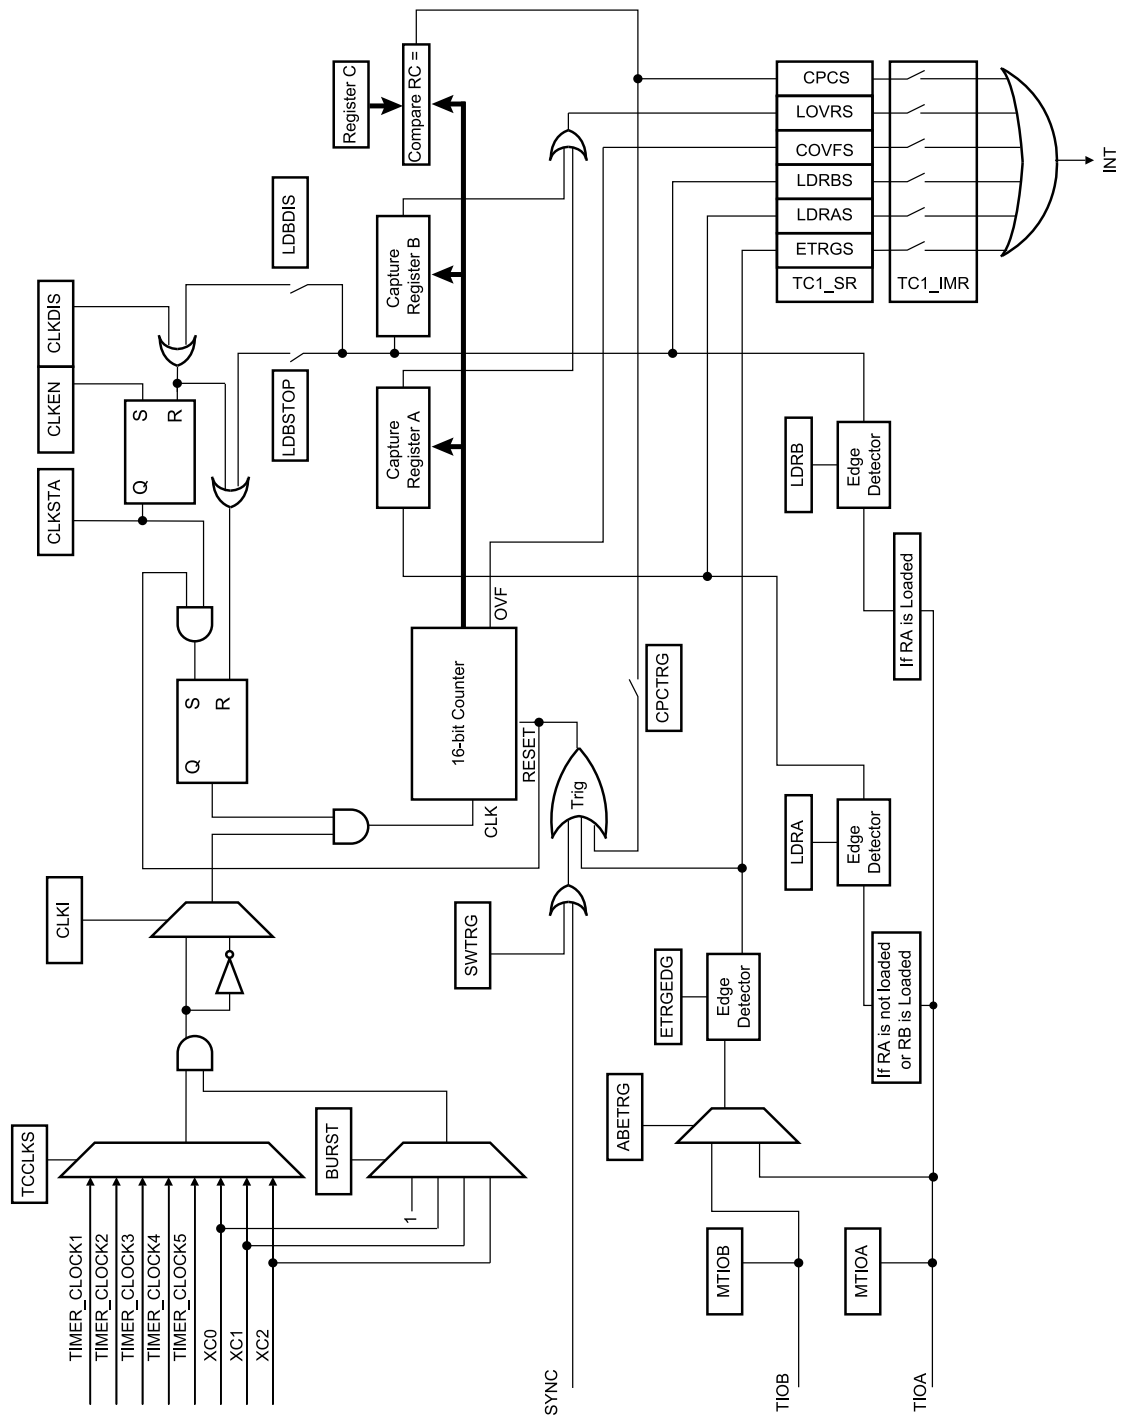 TCCLKS
TIMER_CLOCK1
TIMER_CLOCK2
TIMER_CLOCK3
TIMER_CLOCK4
TIMER_CLOCK5
XC0
XC1
XC2
CLKI
CLKSTA
CLKEN
CLKDIS
Q
S
R
Q
S
R
BURST
1
LDBSTOP
LDBDIS
Register C
Compare RC =
Capture
Register A
Capture
Register B
16-bit Counter
CLK
OVF
RESET
SWTRG
Trig
SYNC
CPCTRG
ABETRG
ETRGEDG
Edge
Detector
MTIOB
TIOB
MTIOA
TIOA
LDRA
Edge
Detector
If RA is not loaded
or RB is Loaded
LDRB
Edge
Detector
If RA is Loaded
CPCS
LOVRS
COVFS
LDRBS
LDRAS
ETRGS
TC1_SR
TC1_IMR
INT